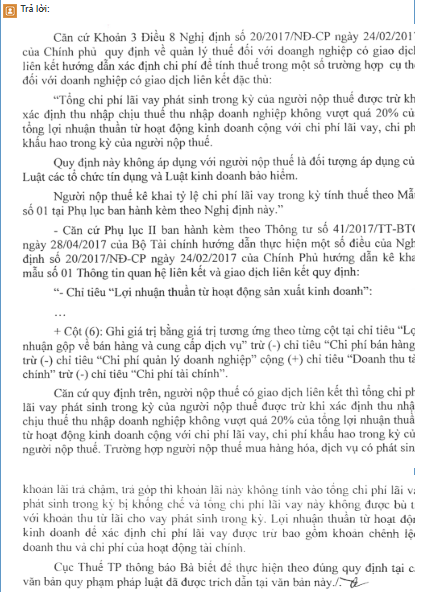 Trả lời:
Căn cứ Khoản 3 Điều 8 Nghị định số 20/2017/NĐ-CP ngày 24/02/2017
của Chính phủ quy định về quản lý thuế đối với doangh nghiệp có giao dịch
liên kết hướng dẫn xác định chi phí để tính thuế trong một số trường hợp cụ thể
đối với doanh nghiệp có giao dịch liên kết đặc thù:
“Tổng chi phí lãi vay phát sinh trong kỳ của người nộp thuế được trừ kh
xác định thu nhập chịu thuế thu nhập doanh nghiệp không vượt quá 20% củ
tổng lợi nhuận thuần từ hoạt động kinh doanh cộng với chi phí lãi vay, chi ph
khấu hao trong kỳ của người nộp thuế.
Quy định này không áp dụng với người nộp thuế là đối tượng áp dụng củ
Luật các tổ chức tín dụng và Luật kinh doanh bảo hiểm.
Người nộp thuế kê khai tỷ lệ chi phí lãi vay trong kỳ tính thuế theo Mẫ
số 01 tại Phụ lục ban hành kèm theo Nghị định này.”
- Căn cứ Phụ lục II ban hành kèm theo Thông tư số 41/2017/TT-BTC
ngày 28/04/2017 của Bộ Tài chính hướng dẫn thực hiện một số điều của Ngh
định số 20/2017/NĐ-CP ngày 24/02/2017 của Chính Phủ hướng dẫn kê kha
mẫu số 01 Thông tin quan hệ liên kết và giao dịch liên kết quy định:
“- Chỉ tiêu “Lợi nhuận thuần từ hoạt động sản xuất kinh doanh”:
...
+ Cột (6): Ghi giá trị bằng giá trị tương ứng theo từng cột tại chỉ tiêu “Lợ
nhuận gộp về bán hàng và cung cấp dịch vụ” trừ (-) chỉ tiêu “Chi phí bán hàng
trừ (-) chỉ tiêu “Chi phí quản lý doanh nghiệp” cộng (+) chỉ tiêu “Doanh thu tà
chính” trừ (-) chỉ tiêu “Chi phí tài chính”.
Căn cứ quy định trên, người nộp thuế có giao dịch liên kết thì tổng chi ph
lãi vay phát sinh trong kỳ của người nộp thuế được trừ khi xác định thu nhậ
chịu thuế thu nhập doanh nghiệp không vượt quá 20% của tổng lợi nhuận thuầ
từ hoạt động kinh doanh cộng với chi phí lãi vay, chi phí khấu hao trong kỳ củ
người nộp thuế. Trường hợp người nộp thuế mua hàng hóa, dịch vụ có phát sin
khoản lãi trả chậm, trả góp thì khoản lãi này không tính vào tổng chi phí lãi va
phát sinh trong kỳ bị khống chế và tổng chi phí lãi vay này không được bù t
với khoản thu từ lãi cho vay phát sinh trong kỳ. Lợi nhuận thuần từ hoạt độn
kinh doanh để xác định chi phí lãi vay được trừ bao gồm khoản chênh lệc
doanh thu và chi phí của hoạt động tài chính.
Cục Thuế TP thông báo Bà biết để thực hiện theo đúng quy định tại cá
văn bản quy phạm pháp luật đã được trích dẫn tại văn bản này./.